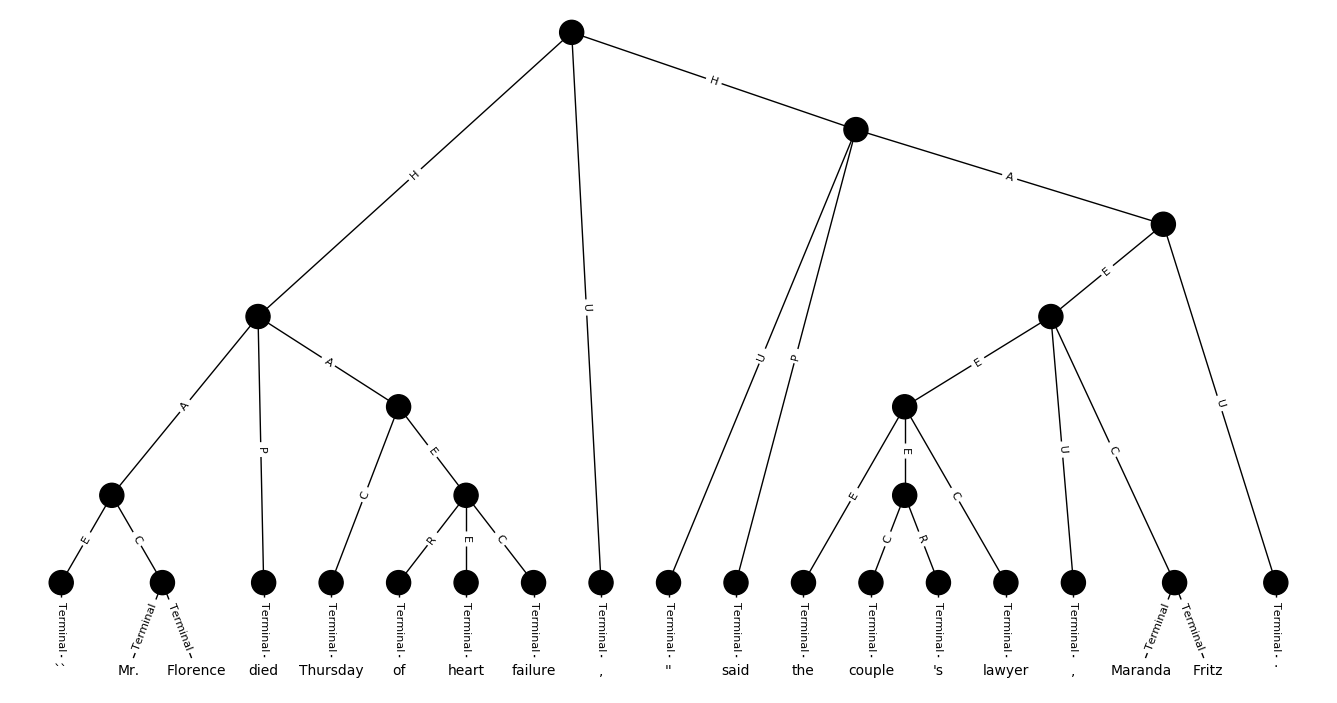 H
H
A
E
U
A
A
E
P
U
U
P
A
E
C
E
U
C
E
C
R
E
C
E
C
C
R
Terminal Terminal Terminal Terminal Terminal Terminal Terminal Terminal Terminal Terminal Terminal Terminal Terminal Terminal Terminal Terminal Terminal Terminal Terminal
`` Mr. Florence died Thursday of heart failure , " said the couple 's lawyer , Maranda Fritz .